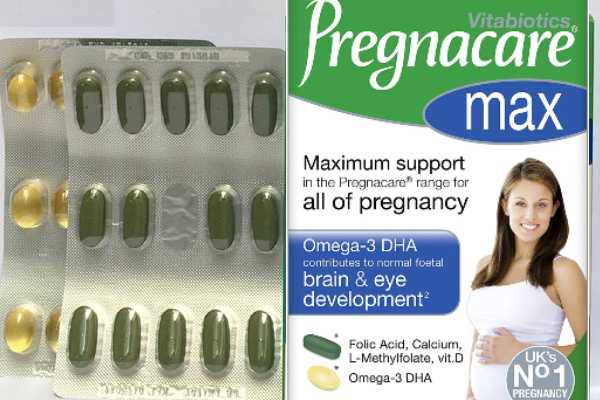 Vitabiotics
Pregnacare®
max
Maximum support
in the Pregnacare® range for
all of pregnancy
Omega-3 DHA
contributes to normal foetal
brain & eye
development²
Folic Acid, Calcium,
L-Methylfolate, vit.D
Omega-3 DHA
UK's
No1
PREGNANCY